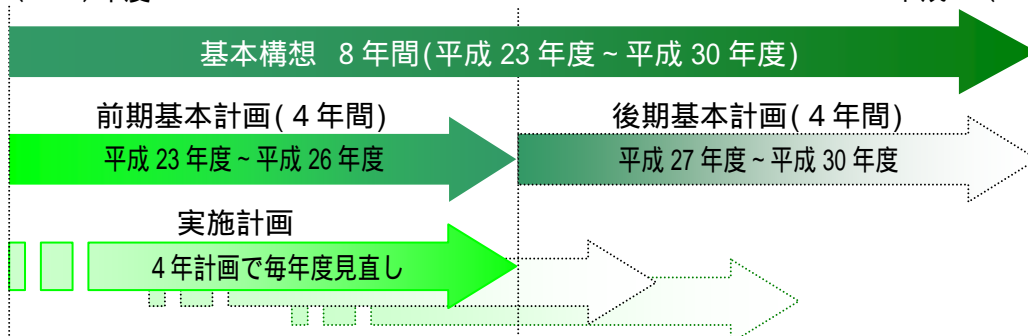 基本構想 8年間(平成 23 年度~平成 30 年度)
前期基本計画(4年間)
後期基本計画(4年間)
平成 23 年度~平成 26 年度
平成 27 年度~平成 30 年度
実施計画
4年計画で毎年度見直し